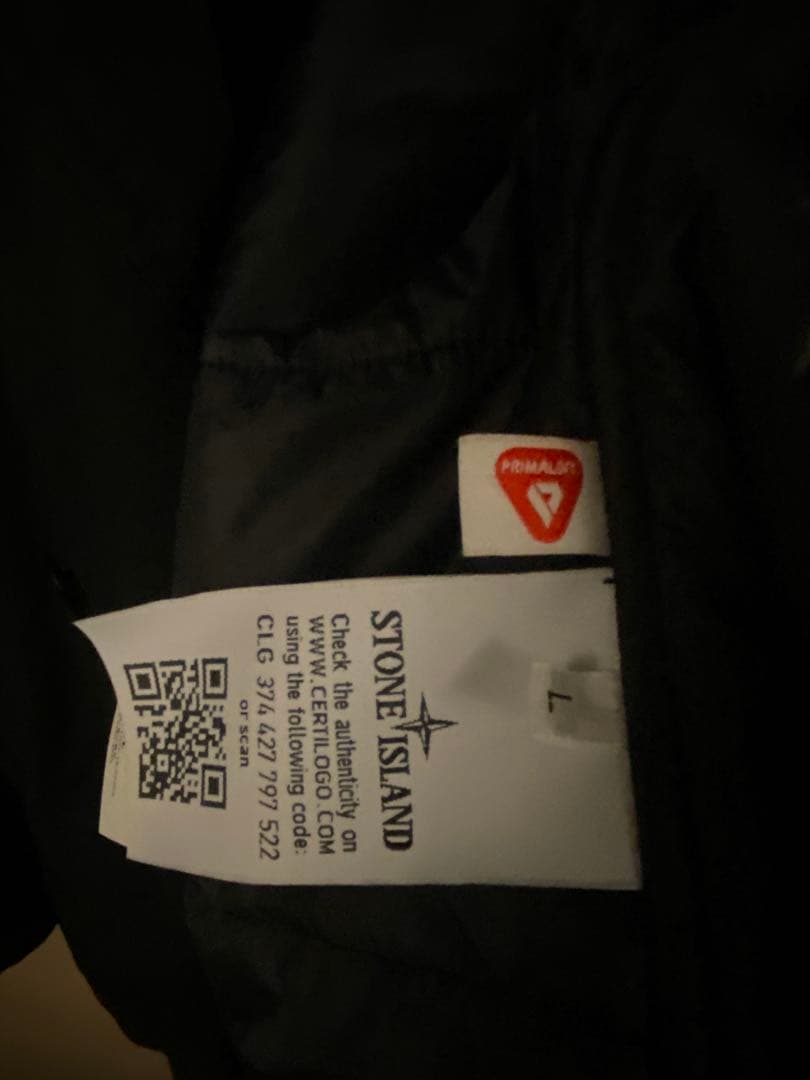 PRIMALOFT
L
STONE ISLAND
Check the authenticity on
WWW.CERTILOGO.COM
using the following code:
CLG 374 427 797 522
or scan